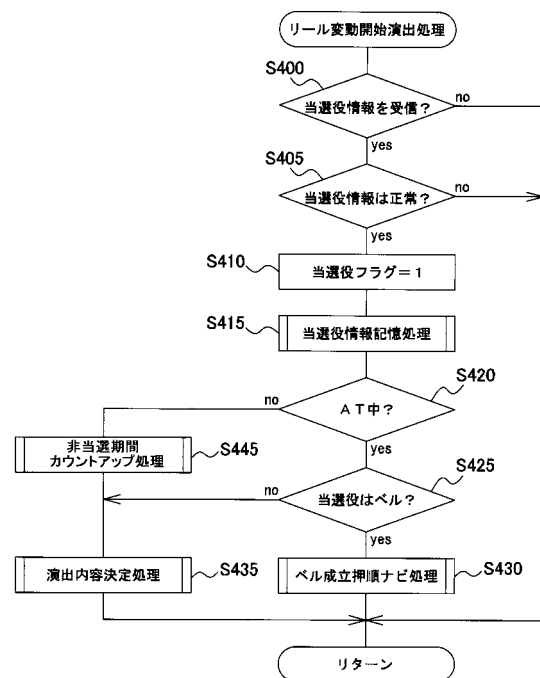 リール変動開始演出処理
S400
当選役情報を受信？
no
yes
S405
当選役情報は正常？
no
yes
S410
当選役フラグ＝１
S415
当選役情報記憶処理
S420
ＡＴ中？
no
yes
非当選期間
カウントアップ処理
S445
S425
当選役はベル？
no
yes
演出内容決定処理
S435
ベル成立押順ナビ処理
S430
リターン